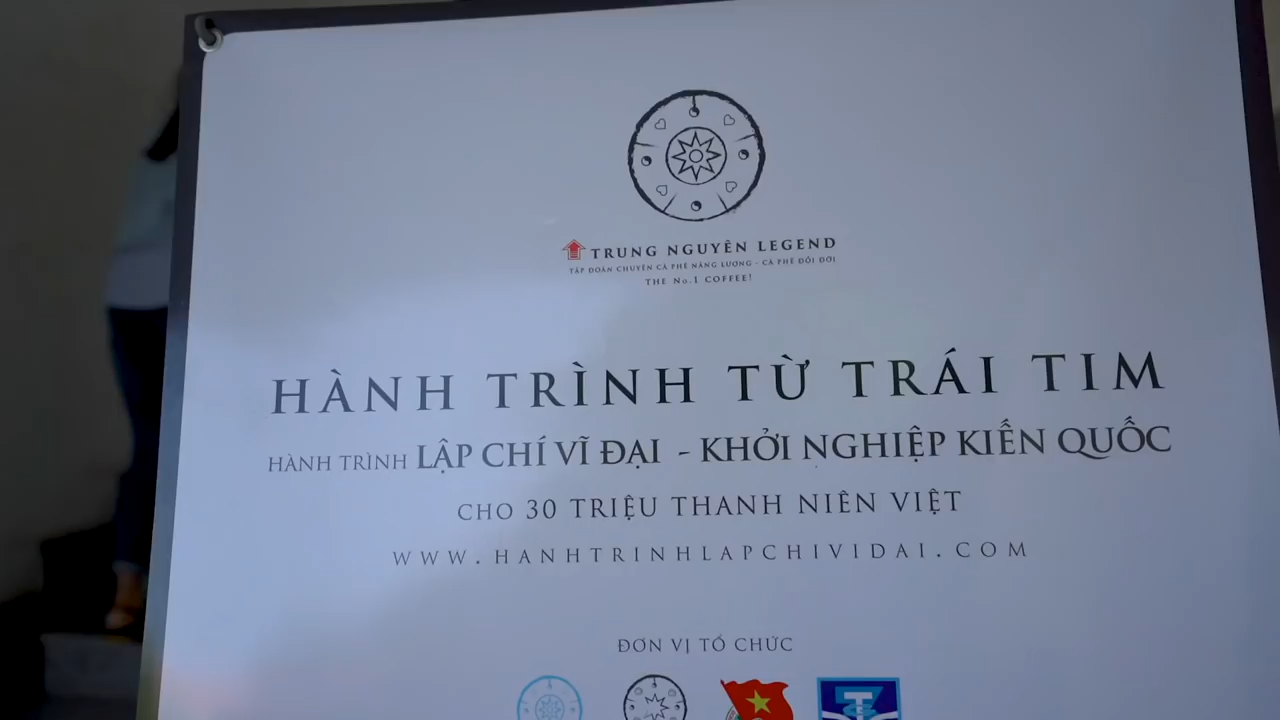 TRUNG NGUYÊN LEGEND
TẬP ĐOÀN CHUYÊN CÀ PHÊ NĂNG LƯỢNG - CÀ PHÊ ĐỔI ĐỜI
THE No.1 COFFEE!
HÀNH TRÌNH TỪ TRÁI TIM
HÀNH TRÌNH LẬP CHÍ VĨ ĐẠI - KHỞI NGHIỆP KIẾN QUỐC
CHO 30 TRIỆU THANH NIÊN VIỆT
WWW.HANHTRINHLAPCHIVIDAI.COM
ĐƠN VỊ TỔ CHỨC